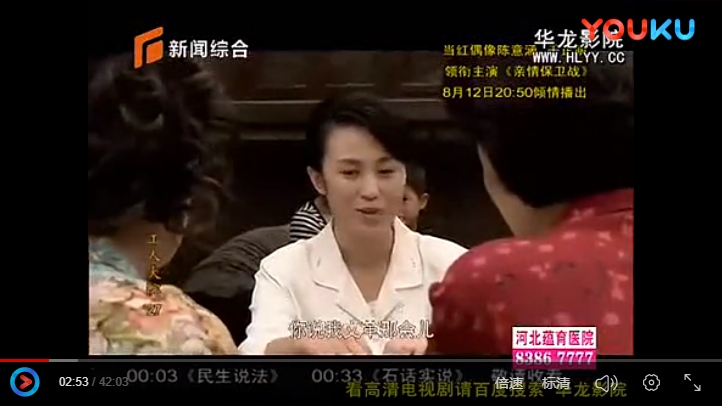 新闻综合
华龙影院
WWW.HLYY.CC
YOUKU
当红偶像陈意涵
领衔主演《亲情保卫战》
8月12日20:50倾情播出
工人大院
27
你说我文革那会儿
河北蕴育医院
8386 7777
02:53 / 42:03
00:03《民生说法》 00:33《石话实说》 敬请收看
倍速 标清
看高清电视剧请百度搜索"华龙影院